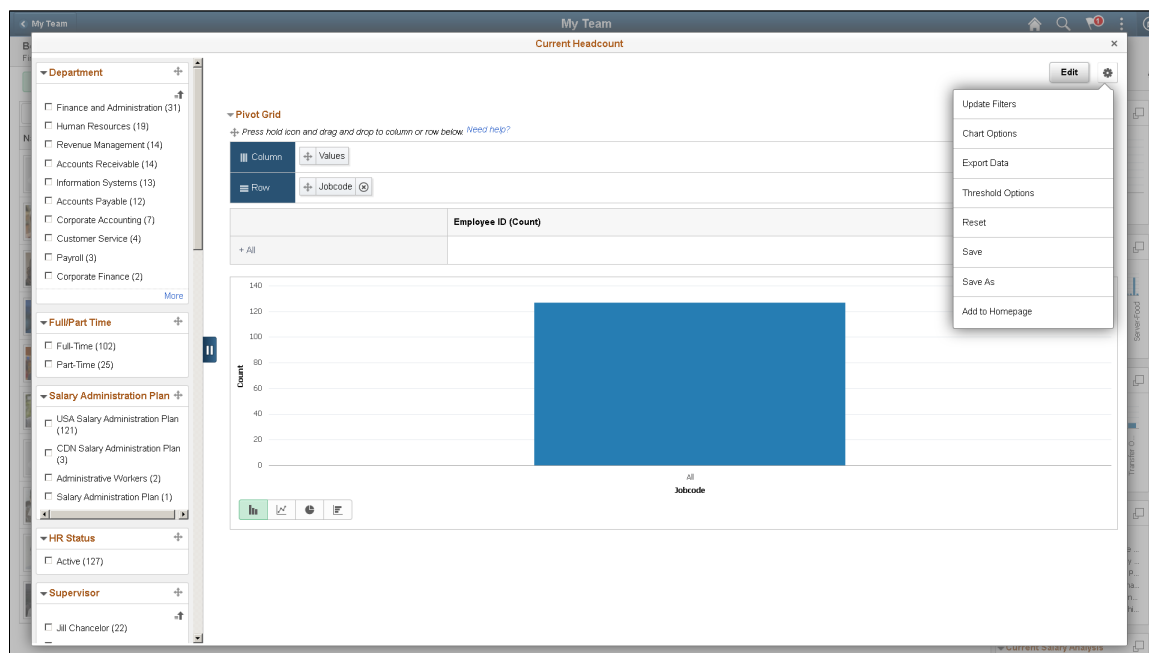 My Team
My Team
1
Current Headcount
×
Department
Finance and Administration (31)
Human Resources (19)
Revenue Management (14)
Accounts Receivable (14)
Information Systems (13)
Accounts Payable (12)
Corporate Accounting (7)
Customer Service (4)
Payroll (3)
Corporate Finance (2)
More
Full/Part Time
Full-Time (102)
Part-Time (25)
Salary Administration Plan
USA Salary Administration Plan
(121)
CDN Salary Administration Plan
(3)
Administrative Workers (2)
Salary Administration Plan (1)
HR Status
Active (127)
Supervisor
Jill Chancelor (22)
Edit
Pivot Grid
Press hold icon and drag and drop to column or row below. Need help?
Column
Values
Row
Jobcode
Employee ID (Count)
+ All
140
120
100
80
60
40
20
0
Count
All
Jobcode
Update Filters
Chart Options
Export Data
Threshold Options
Reset
Save
Save As
Add to Homepage
Server-Food
Transfer O
Current Salary Analysis